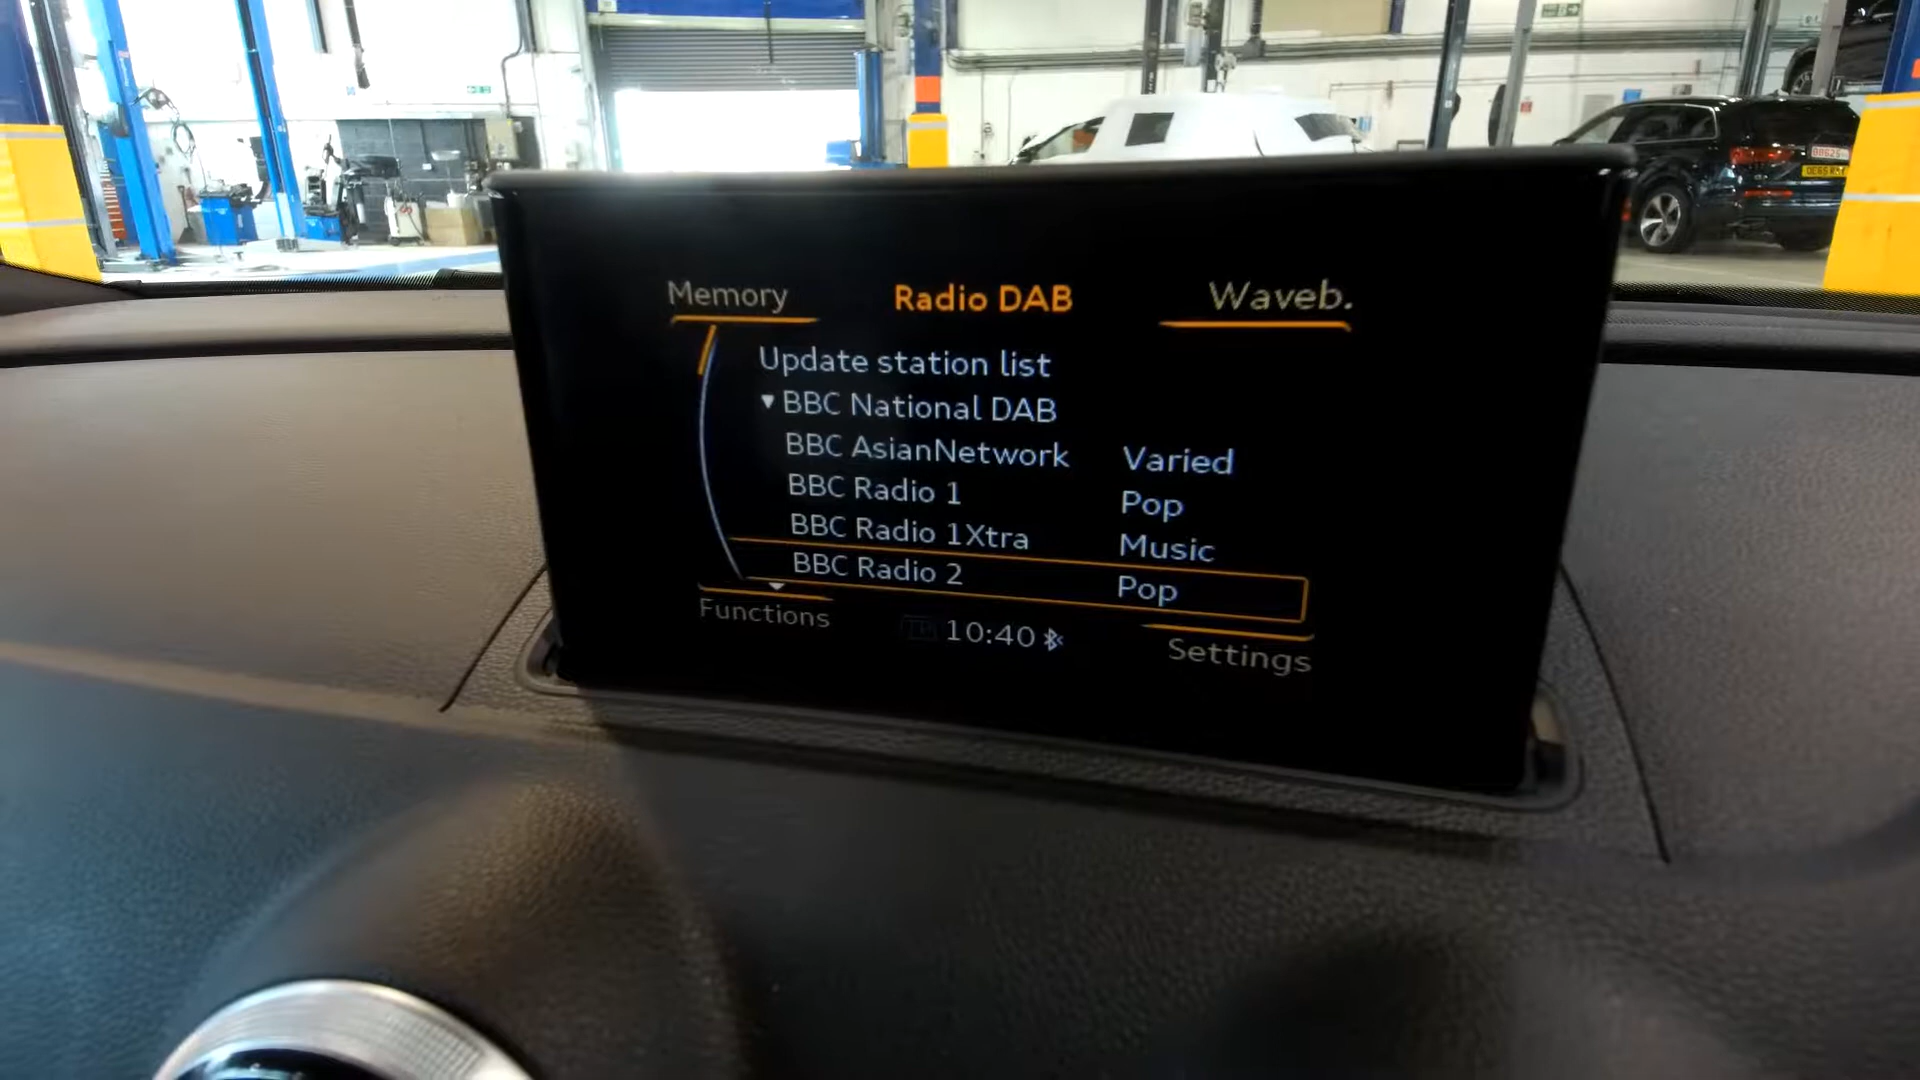 Memory Radio DAB Waveb.
Update station list
BBC National DAB
BBC AsianNetwork Varied
BBC Radio 1 Pop
BBC Radio 1Xtra Music
BBC Radio 2 Pop
Functions 10:40 Settings